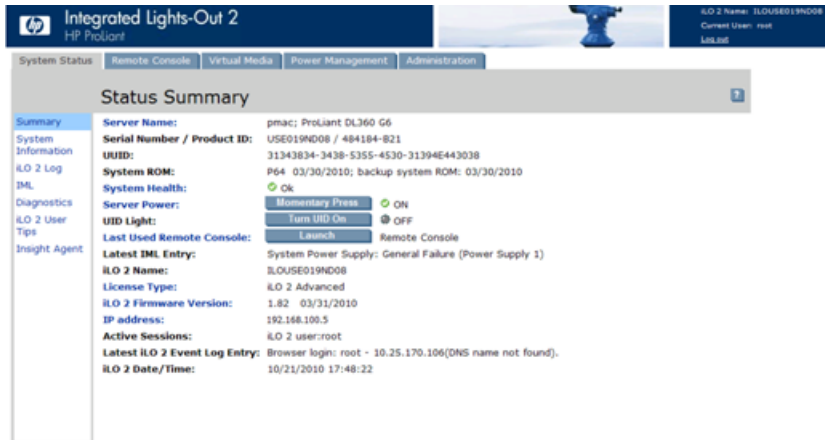 hp
Integrated Lights-Out 2
HP ProLiant
iLO 2 Name: ILOUSE019ND08
Current User: root
Log out
System Status Remote Console Virtual Media Power Management Administration
Status Summary
?
Summary
System Information
iLO 2 Log
IML
Diagnostics
iLO 2 User Tips
Insight Agent
Server Name: pmac; ProLiant DL360 G6
Serial Number / Product ID: USE019ND08 / 484184-B21
UUID: 31343834-3438-5355-4530-31394E443038
System ROM: P64 03/30/2010; backup system ROM: 03/30/2010
System Health: Ok
Server Power: Momentary Press ON
UID Light: Turn UID On OFF
Last Used Remote Console: Launch Remote Console
Latest IML Entry: System Power Supply: General Failure (Power Supply 1)
iLO 2 Name: ILOUSE019ND08
License Type: iLO 2 Advanced
iLO 2 Firmware Version: 1.82 03/31/2010
IP address: 192.168.100.5
Active Sessions: iLO 2 user:root
Latest iLO 2 Event Log Entry: Browser login: root - 10.25.170.106(DNS name not found).
iLO 2 Date/Time: 10/21/2010 17:48:22